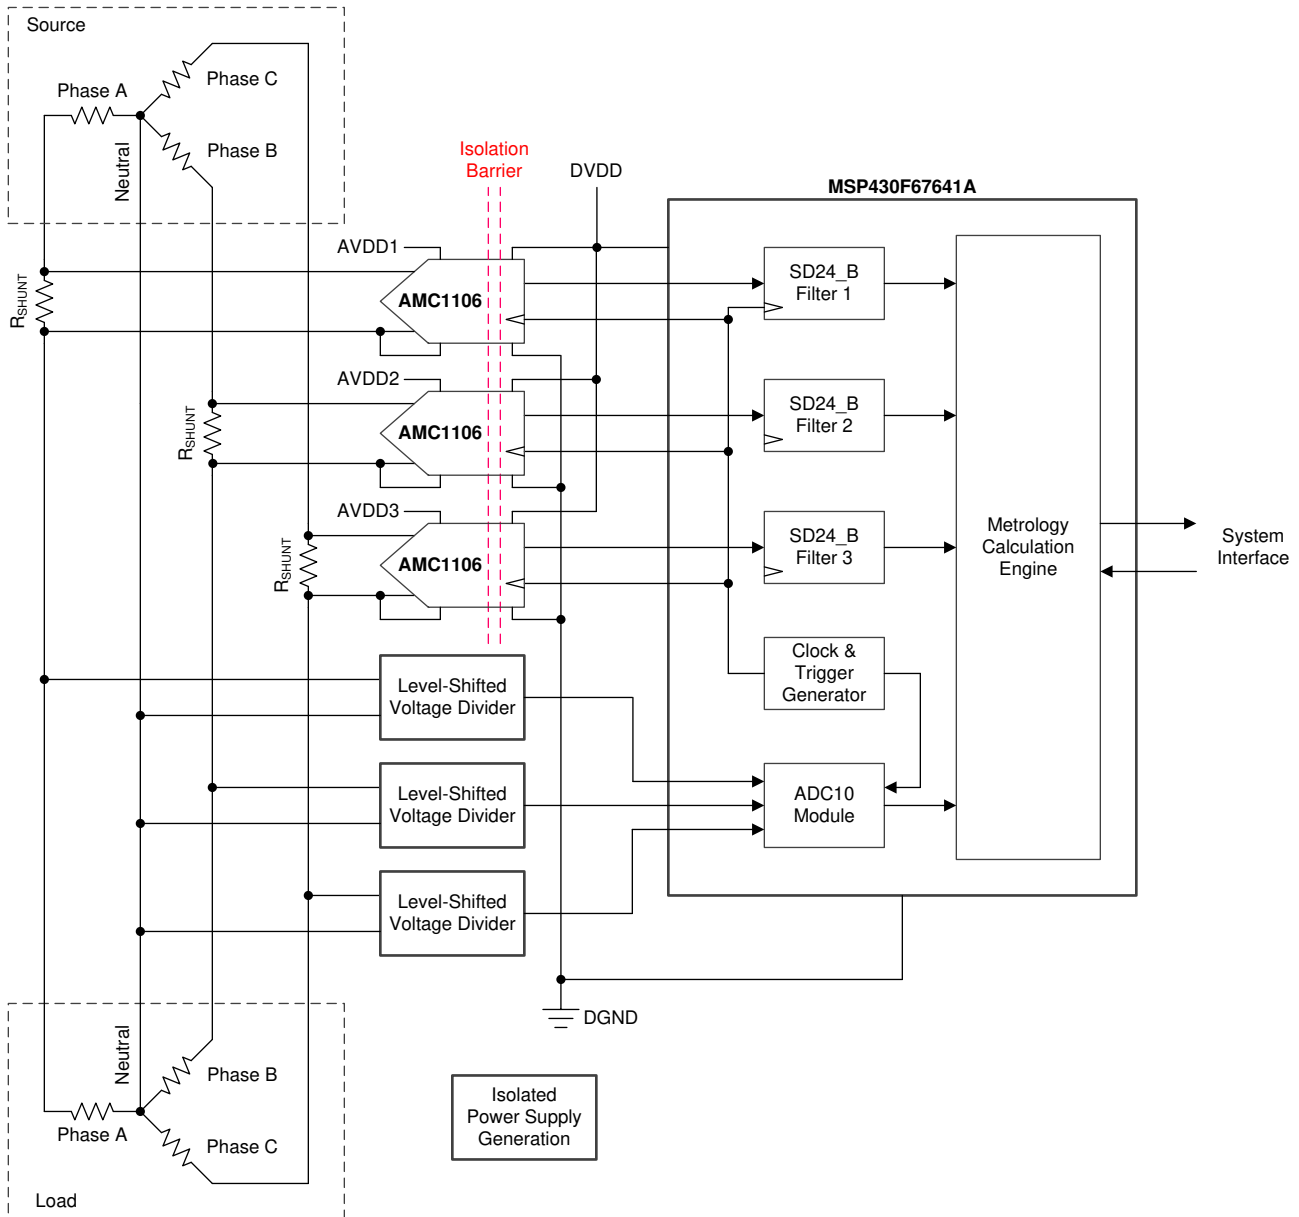 Source
Phase A
Phase C
Phase B
Neutral
Isolation
Barrier
DVDD
MSP430F67641A
AVDD1
AMC1106
RSHUNT
SD24_B
Filter 1
AVDD2
AMC1106
RSHUNT
SD24_B
Filter 2
AVDD3
AMC1106
RSHUNT
SD24_B
Filter 3
Metrology
Calculation
Engine
System
Interface
Clock &
Trigger
Generator
Level-Shifted
Voltage Divider
Level-Shifted
Voltage Divider
ADC10
Module
Level-Shifted
Voltage Divider
DGND
Neutral
Phase B
Phase A
Phase C
Load
Isolated
Power Supply
Generation